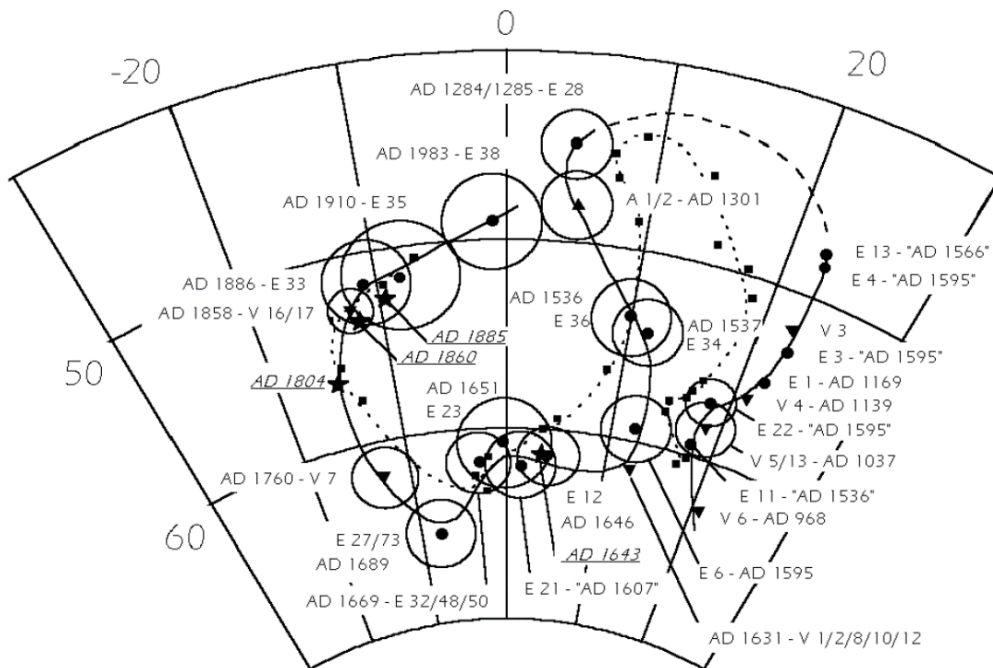 0
-20
20
AD 1284/1285 - E 28
AD 1983 - E 38
A 1/2 - AD 1301
AD 1910 - E 35
E 13 - "AD 1566"
E 4 - "AD 1595"
AD 1886 - E 33
AD 1858 - V 16/17
AD 1536
E 36
AD 1537
E 34
V 3
AD 1885
AD 1860
E 3 - "AD 1595"
50
AD 1804
AD 1651
E 23
E 1 - AD 1169
V 4 - AD 1139
E 22 - "AD 1595"
V 5/13 - AD 1037
AD 1760 - V 7
E 11 - "AD 1536"
E 12
AD 1646
V 6 - AD 968
60
E 27/73
AD 1689
AD 1643
E 6 - AD 1595
E 21 - "AD 1607"
AD 1669 - E 32/48/50
AD 1631 - V 1/2/8/10/12